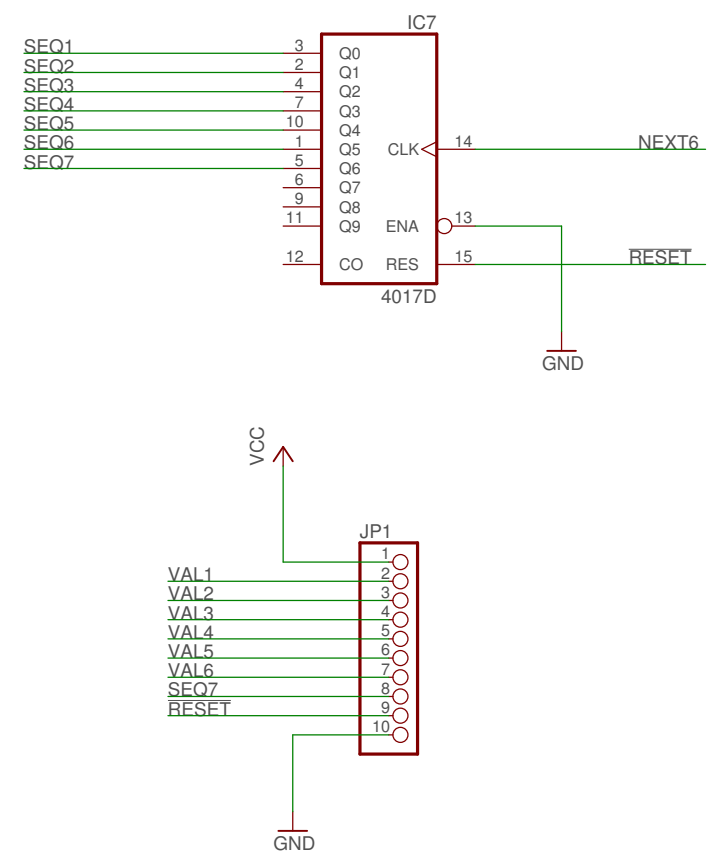 IC7
SEQ1 3 Q0
SEQ2 2 Q1
SEQ3 4 Q2
SEQ4 7 Q3
SEQ5 10 Q4
SEQ6 1 Q5 CLK 14 NEXT6
SEQ7 5 Q6
6 Q7
9 Q8
11 Q9 ENA 13
12 CO RES 15 RESET
4017D
GND
VCC
JP1
1
VAL1 2
VAL2 3
VAL3 4
VAL4 5
VAL5 6
VAL6 7
SEQ7 8
RESET 9
10
GND